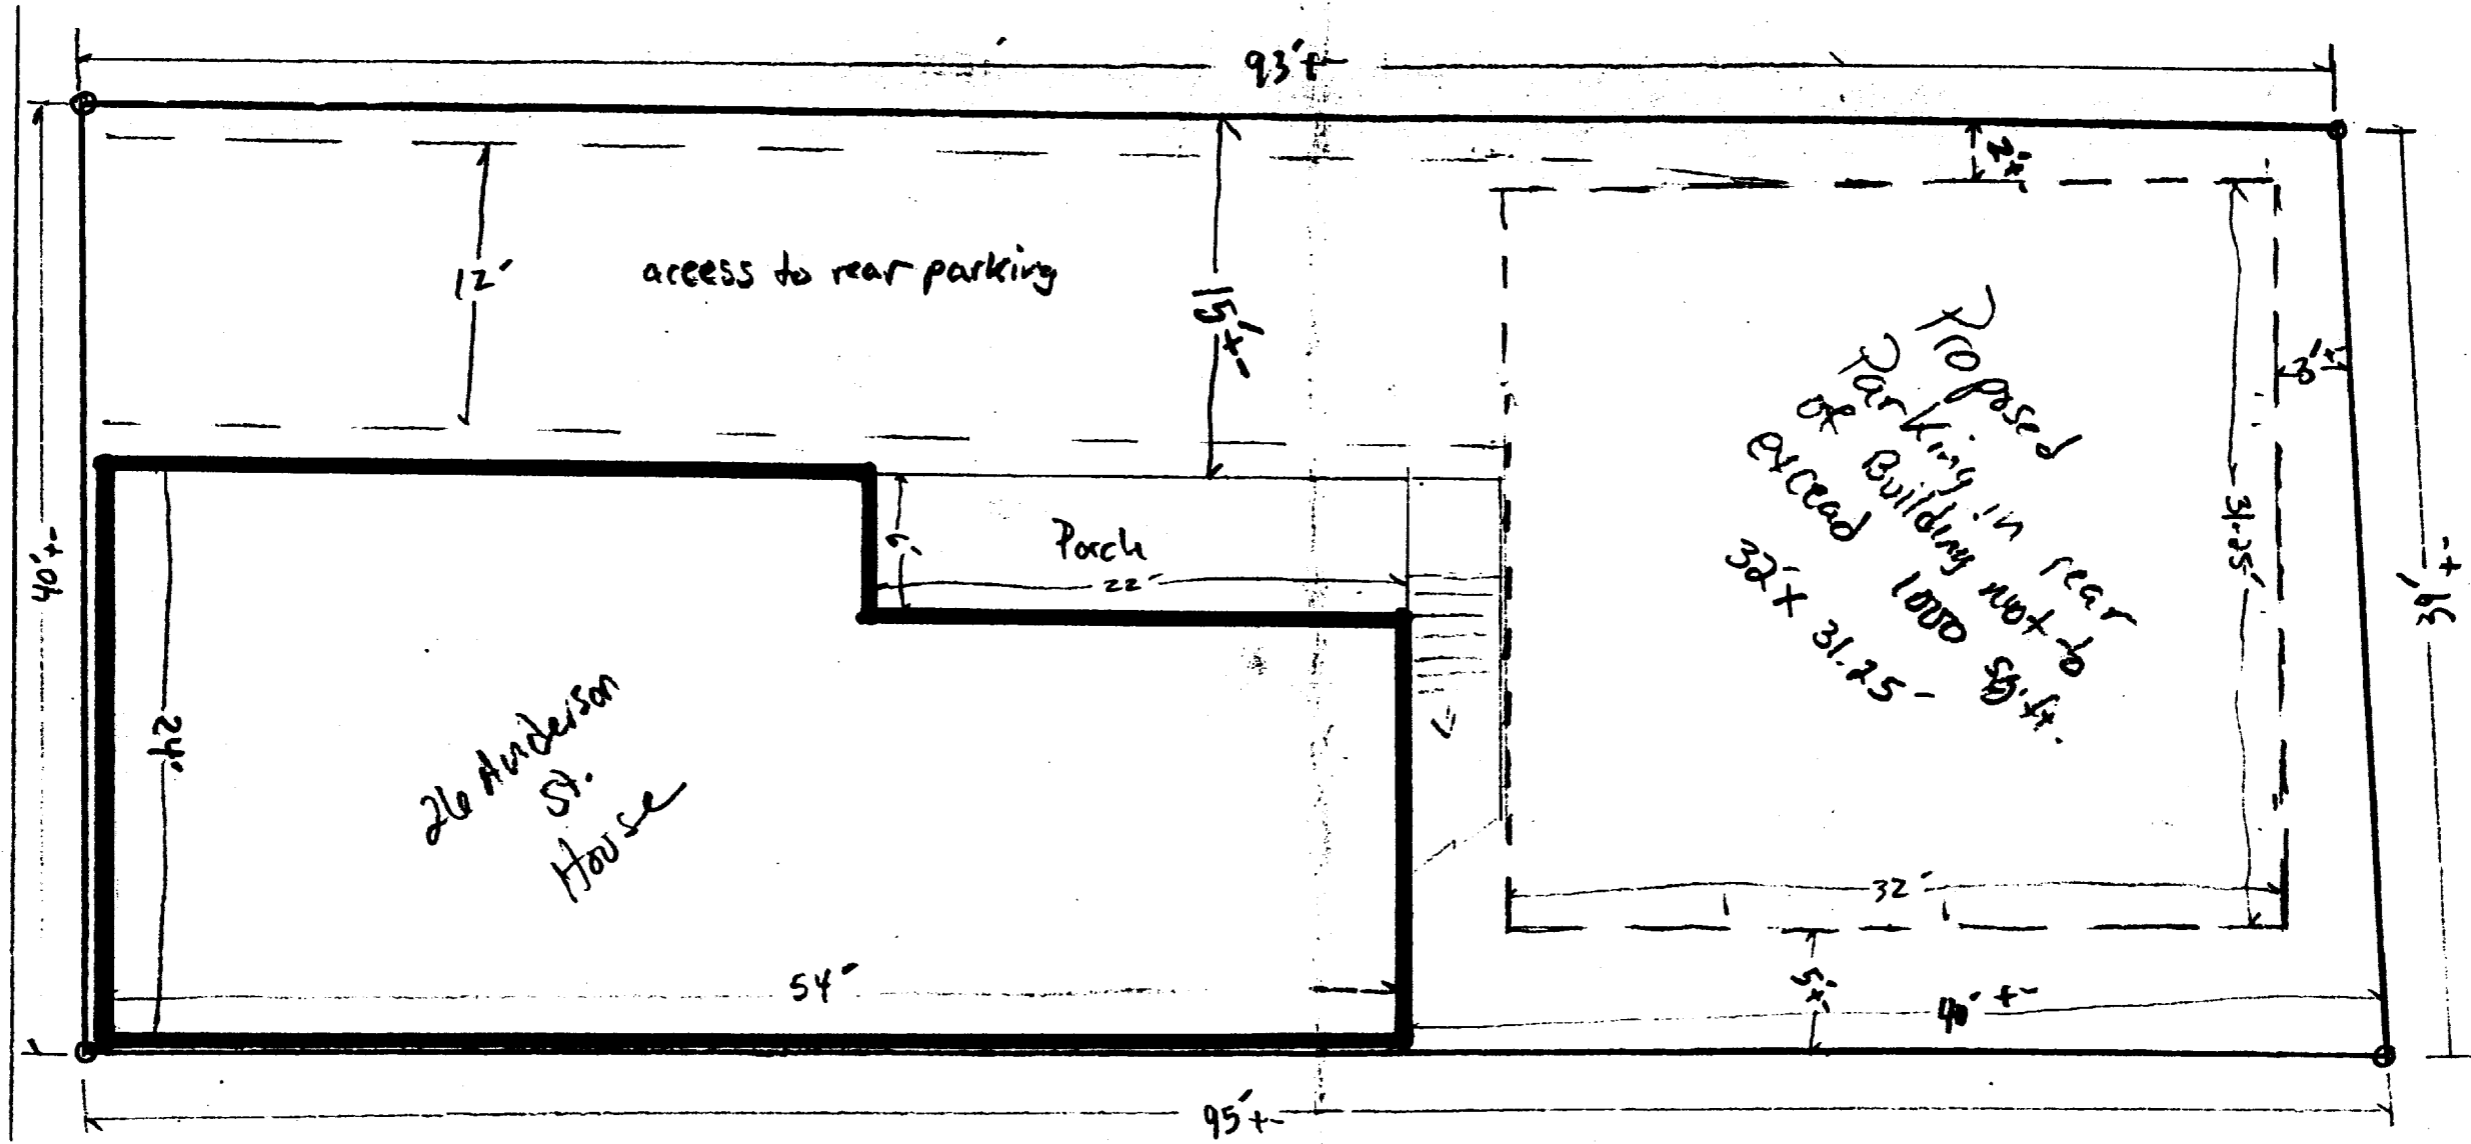 93'+-
2'+-
12'
access to rear parking
15'+-
40'+-
Proposed
Parking in rear
of Building not to
excead 1000 sq.ft.
32'x 31.25'
3'+-
31.25'
39'+-
6'
Porch
22'
24'
26 Anderson
St.
House
54'
32'
5'+-
40'+-
95'+-